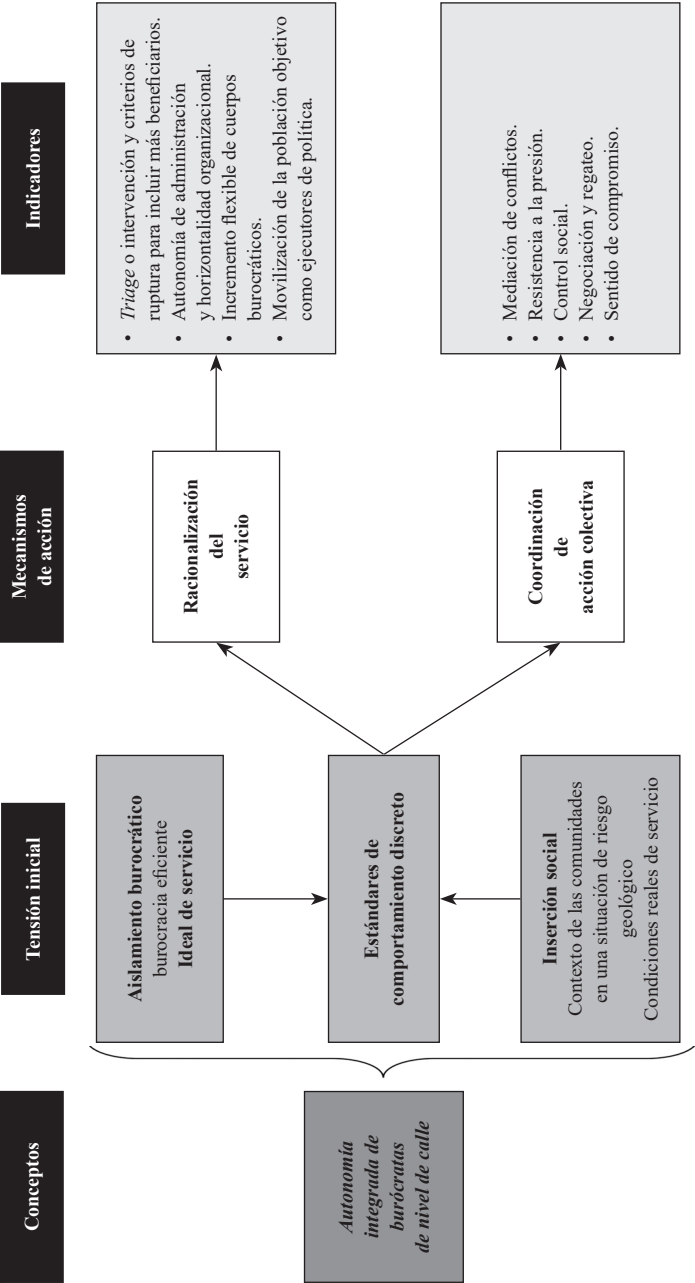 Conceptos
Tensión inicial
Mecanismos
de acción
Indicadores
Autonomía
integrada de
burócratas
de nivel de calle
Aislamiento burocrático
burocracia eficiente
Ideal de servicio
Estándares de
comportamiento discreto
Inserción social
Contexto de las comunidades
en una situación de riesgo
geológico
Condiciones reales de servicio
Racionalización
del
servicio
Coordinación
de
acción colectiva
• Triage o intervención y criterios de
ruptura para incluir más beneficiarios.
• Autonomía de administración
y horizontalidad organizacional.
• Incremento flexible de cuerpos
burocráticos.
• Movilización de la población objetivo
como ejecutores de política.
• Mediación de conflictos.
• Resistencia a la presión.
• Control social.
• Negociación y regateo.
• Sentido de compromiso.